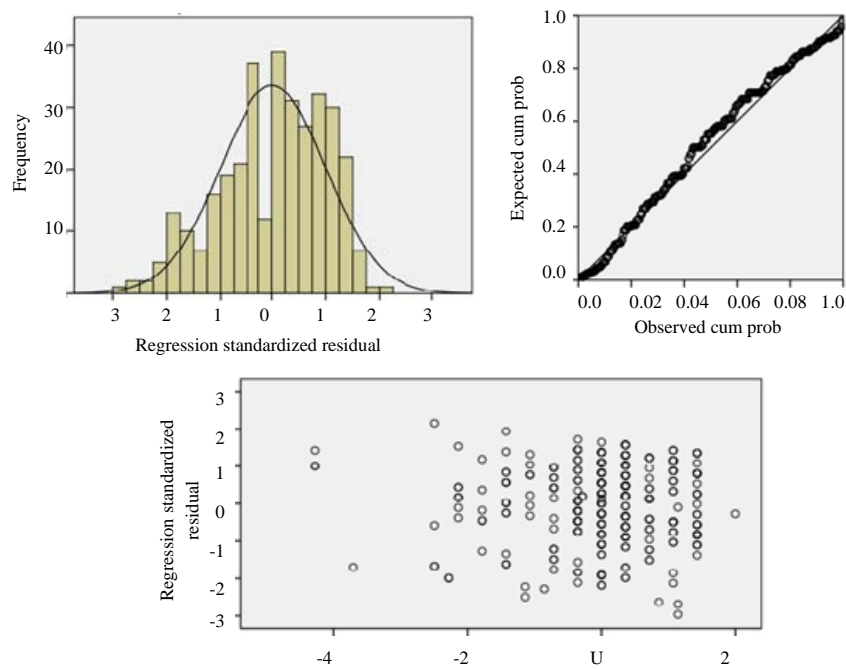 Frequency
40
30
20
10
3 2 1 0 1 2 3
Regression standardized residual
Expected cum prob
1.0
0.8
0.6
0.4
0.2
0.0
0.0 0.02 0.04 0.06 0.08 1.0
Observed cum prob
Regression standardized
residual
3
2
1
0
-1
-2
-3
-4 -2 U 2